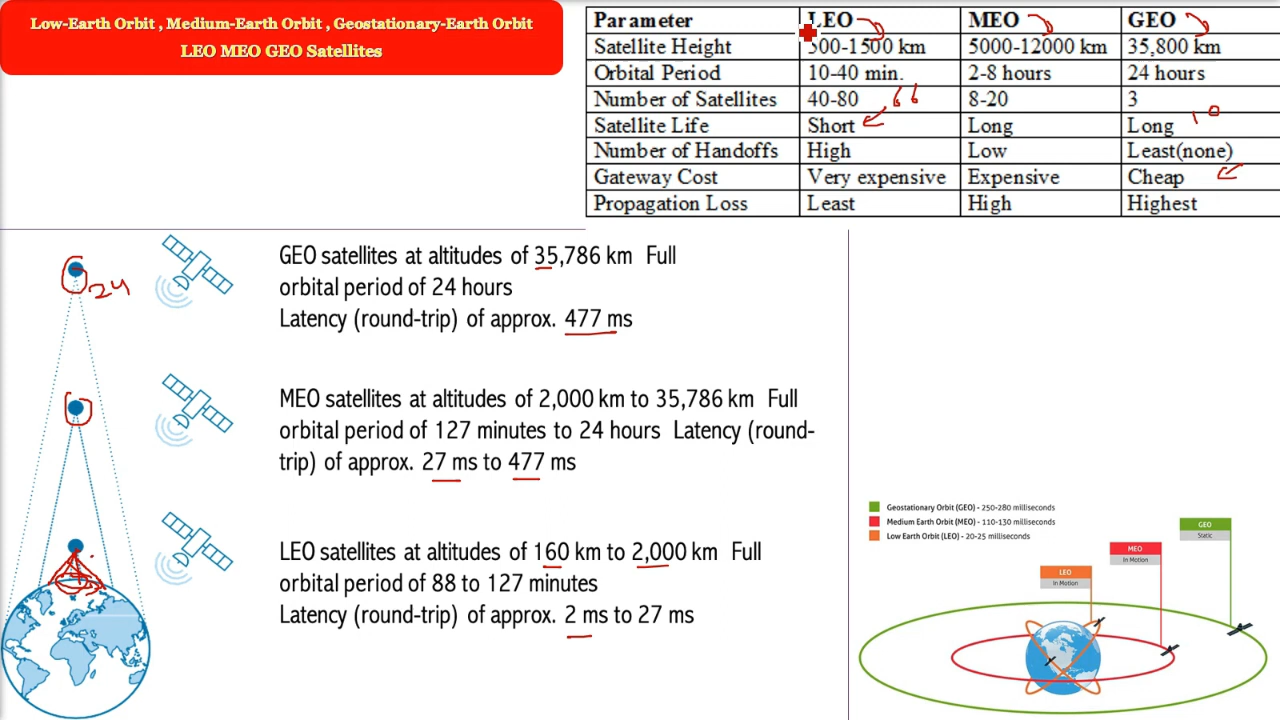 Low-Earth Orbit , Medium-Earth Orbit , Geostationary-Earth Orbit
LEO MEO GEO Satellites
Parameter LEO MEO GEO
Satellite Height 500-1500 km 5000-12000 km 35,800 km
Orbital Period 10-40 min. 2-8 hours 24 hours
Number of Satellites 40-80 66 8-20 3
Satellite Life Short Long Long 10
Number of Handoffs High Low Least(none)
Gateway Cost Very expensive Expensive Cheap
Propagation Loss Least High Highest
24
GEO satellites at altitudes of 35,786 km Full
orbital period of 24 hours
Latency (round-trip) of approx. 477 ms
MEO satellites at altitudes of 2,000 km to 35,786 km Full
orbital period of 127 minutes to 24 hours Latency (round-
trip) of approx. 27 ms to 477 ms
LEO satellites at altitudes of 160 km to 2,000 km Full
orbital period of 88 to 127 minutes
Latency (round-trip) of approx. 2 ms to 27 ms
Geostationary Orbit (GEO) - 250-280 milliseconds
Medium Earth Orbit (MEO) - 110-130 milliseconds
Low Earth Orbit (LEO) - 20-25 milliseconds
GEO
Static
MEO
In Motion
LEO
In Motion